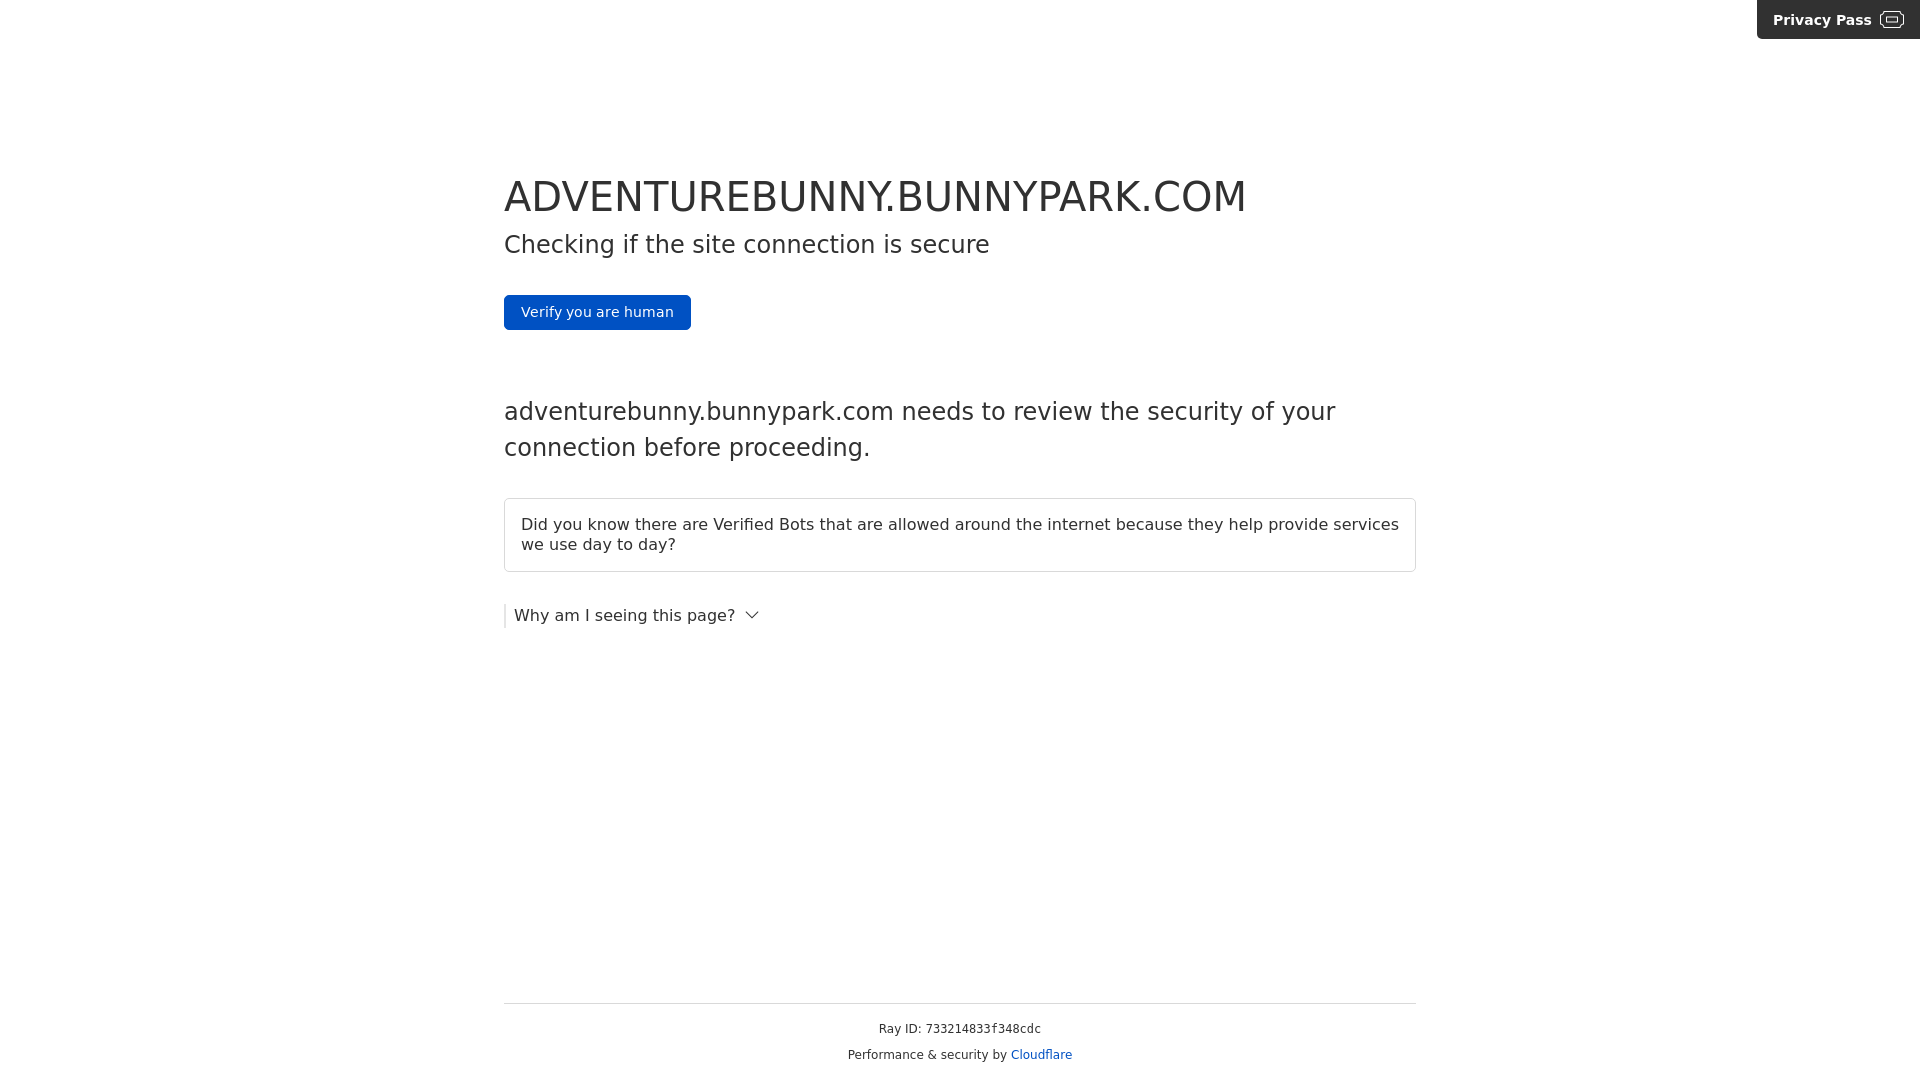 Privacy Pass
ADVENTUREBUNNY.BUNNYPARK.COM
Checking if the site connection is secure
Verify you are human
adventurebunny.bunnypark.com needs to review the security of your
connection before proceeding.
Did you know there are Verified Bots that are allowed around the internet because they help provide services
we use day to day?
Why am I seeing this page?
Ray ID: 733214833f348cdc
Performance & security by Cloudflare